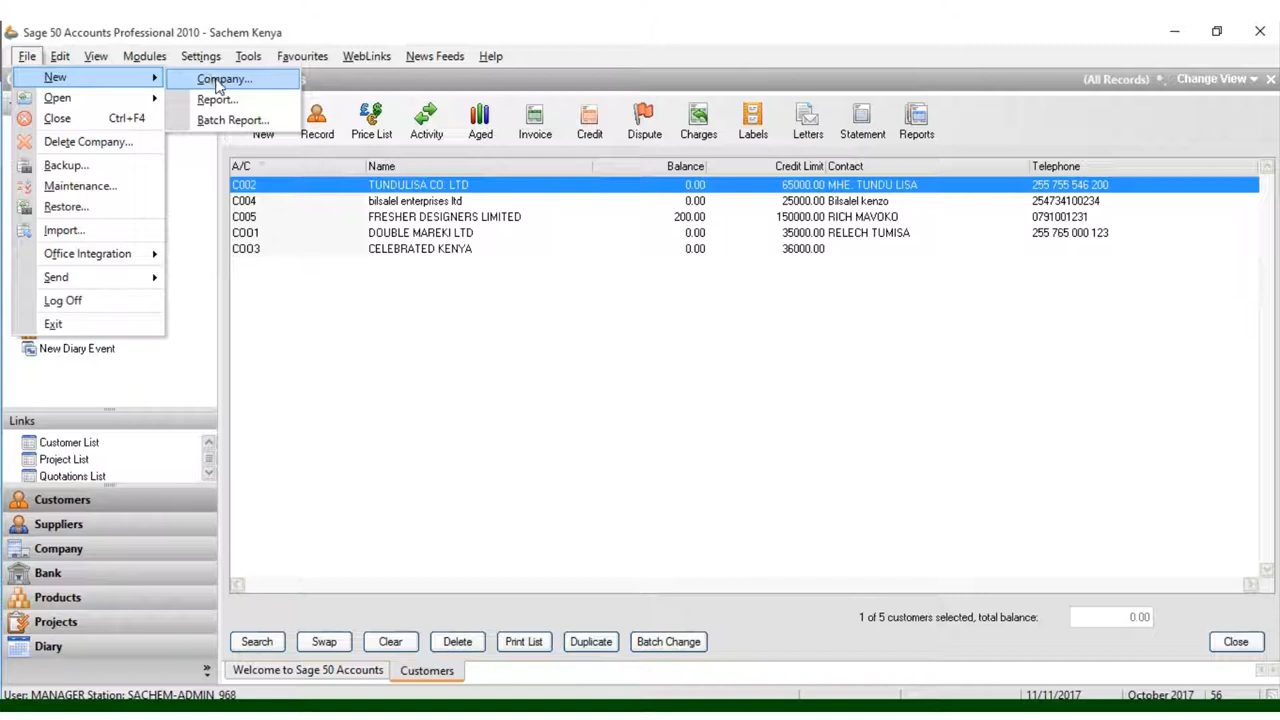 Sage 50 Accounts Professional 2010 - Sachem Kenya
File Edit View Modules Settings Tools Favourites WebLinks News Feeds Help
New
Open
Close Ctrl+F4
Delete Company...
Backup...
Maintenance...
Restore...
Import...
Office Integration
Send
Log Off
Exit
Company...
Report...
Batch Report...
(All Records) Change View
New Record Price List Activity Aged Invoice Credit Dispute Charges Labels Letters Statement Reports
A/C Name Balance Credit Limit Contact Telephone
C002 TUNDULISA CO. LTD 0.00 65000.00 MHE. TUNDU LISA 255 755 546 200
C004 bilsalel enterprises ltd 0.00 25000.00 Bilsalel kenzo 254734100234
C005 FRESHER DESIGNERS LIMITED 200.00 150000.00 RICH MAVOKO 0791001231
C001 DOUBLE MAREKI LTD 0.00 35000.00 RELECH TUMISA 255 765 000 123
C003 CELEBRATED KENYA 0.00 36000.00
New Diary Event
Links
Customer List
Project List
Quotations List
Customers
Suppliers
Company
Bank
Products
Projects
Diary
1 of 5 customers selected, total balance: 0.00
Search Swap Clear Delete Print List Duplicate Batch Change Close
Welcome to Sage 50 Accounts Customers
User: MANAGER Station: SACHEM-ADMIN_968 11/11/2017 October 2017 56